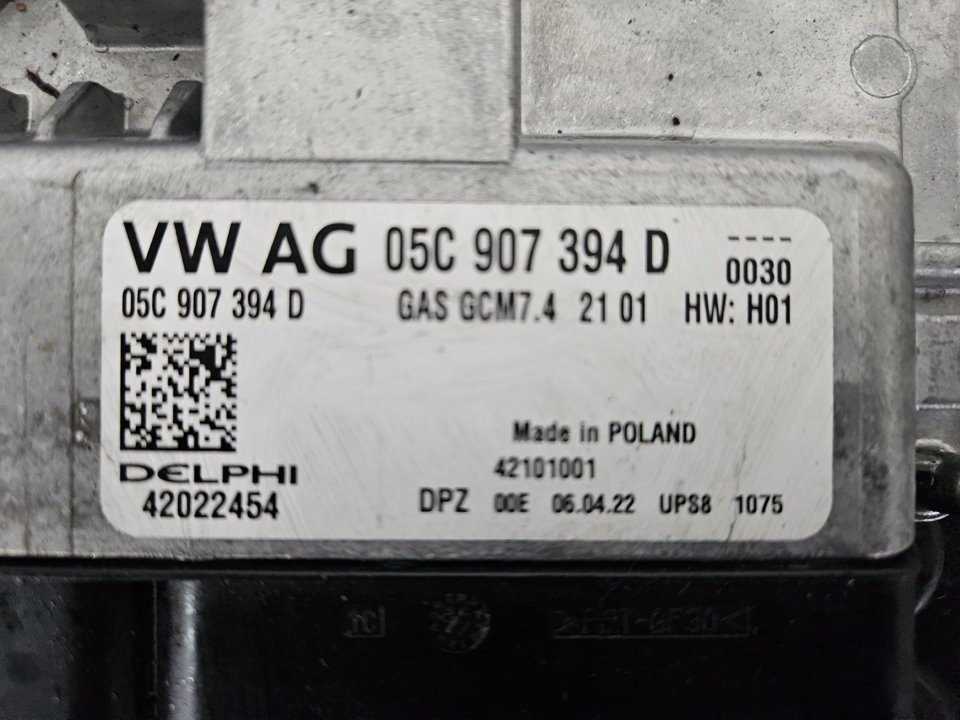 VW AG 05C 907 394 D ----
0030
05C 907 394 D GAS GCM7.4 21 01 HW: H01
Made in POLAND
DELPHI 42101001
42022454 DPZ 00E 06.04.22 UPS8 1075